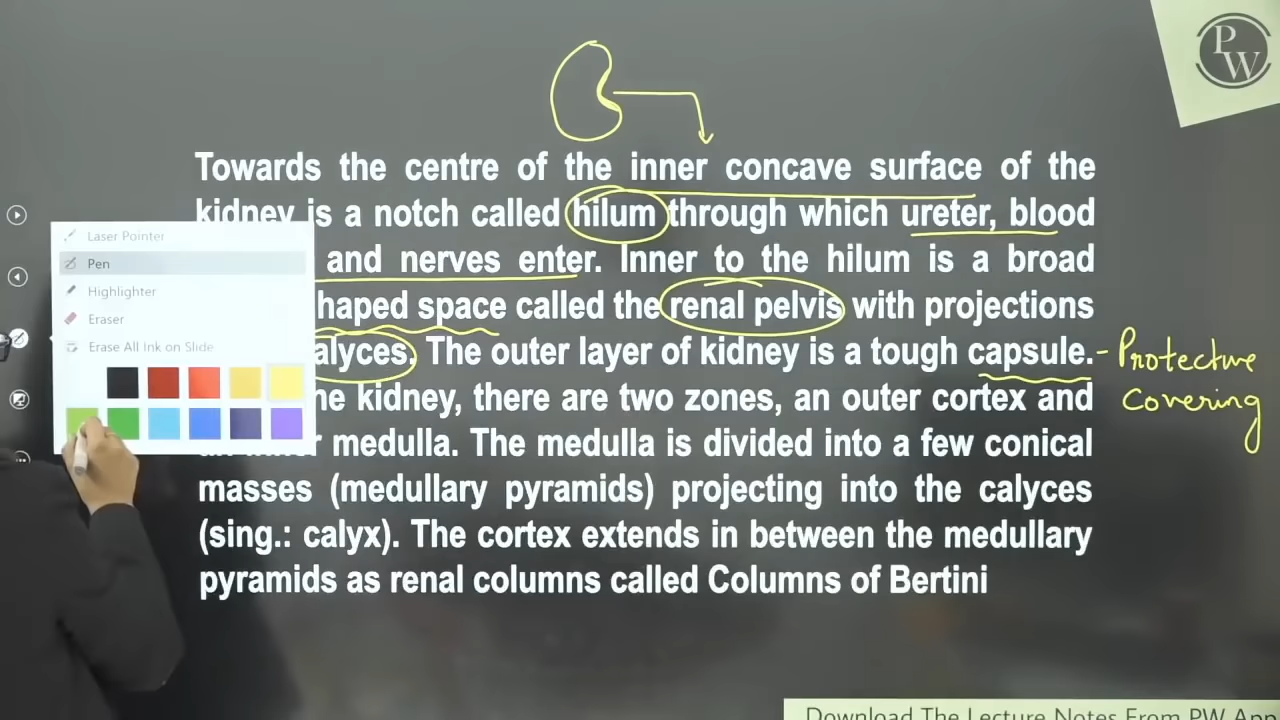 PW
Towards the centre of the inner concave surface of the
kidney is a notch called hilum through which ureter, blood
and nerves enter. Inner to the hilum is a broad
haped space called the renal pelvis with projections
alyces. The outer layer of kidney is a tough capsule. - Protective
covering
he kidney, there are two zones, an outer cortex and
medulla. The medulla is divided into a few conical
masses (medullary pyramids) projecting into the calyces
(sing.: calyx). The cortex extends in between the medullary
pyramids as renal columns called Columns of Bertini
Laser Pointer
Pen
Highlighter
Eraser
Erase All Ink on Slide
Download The Lecture Notes From PW App